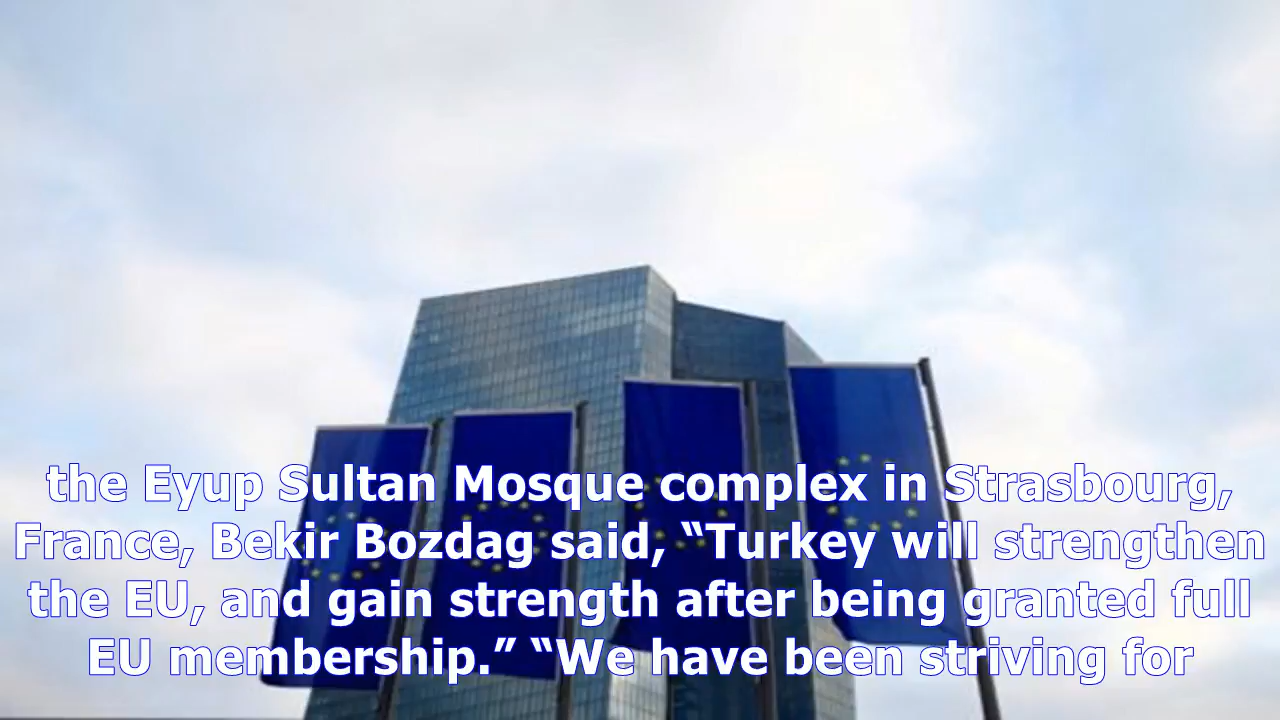 the Eyup Sultan Mosque complex in Strasbourg,
France, Bekir Bozdag said, “Turkey will strengthen
the EU, and gain strength after being granted full
EU membership.” “We have been striving for